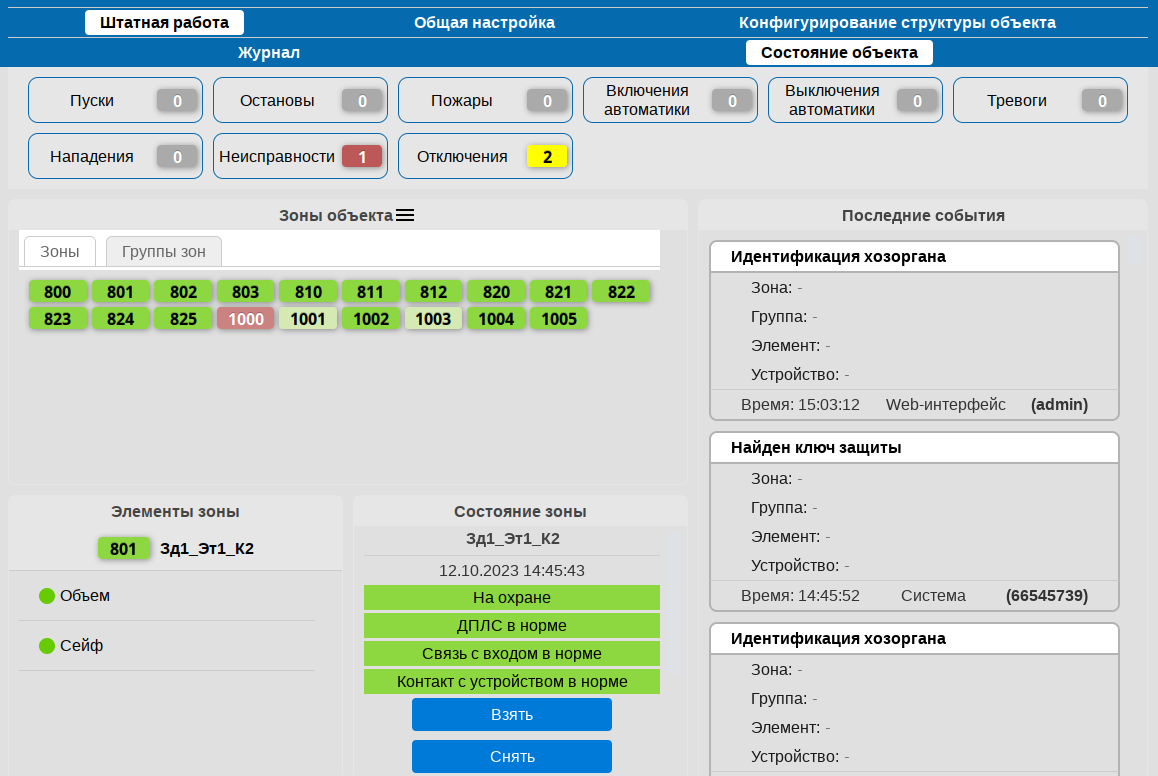 Штатная работа Общая настройка Конфигурирование структуры объекта
Журнал Состояние объекта
Пуски 0 Остановы 0 Пожары 0 Включения автоматики 0 Выключения автоматики 0 Тревоги 0
Нападения 0 Неисправности 1 Отключения 2
Зоны объекта
Зоны Группы зон
800 801 802 803 810 811 812 820 821 822
823 824 825 1000 1001 1002 1003 1004 1005
Элементы зоны
801 Зд1_Эт1_К2
Объем
Сейф
Состояние зоны
Зд1_Эт1_К2
12.10.2023 14:45:43
На охране
ДПЛС в норме
Связь с входом в норме
Контакт с устройством в норме
Взять
Снять
Последние события
Идентификация хозоргана
Зона: -
Группа: -
Элемент: -
Устройство: -
Время: 15:03:12 Web-интерфейс (admin)
Найден ключ защиты
Зона: -
Группа: -
Элемент: -
Устройство: -
Время: 14:45:52 Система (66545739)
Идентификация хозоргана
Зона: -
Группа: -
Элемент: -
Устройство: -